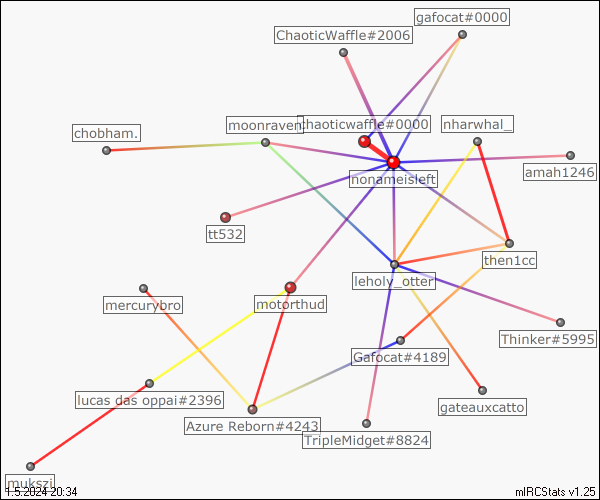 gafocat#0000
ChaoticWaffle#2006
chaoticwaffle#0000
nharwhal_
moonraven
chobham.
nonameisleft
amah1246
tt532
then1cc
leholy_otter
mercurybro
motorthud
Thinker#5995
Gafocat#4189
lucas das oppai#2396
gateauxcatto
Azure Reborn#4243
TripleMidget#8824
mukszi
1.5.2024 20:34
mIRCStats v1.25